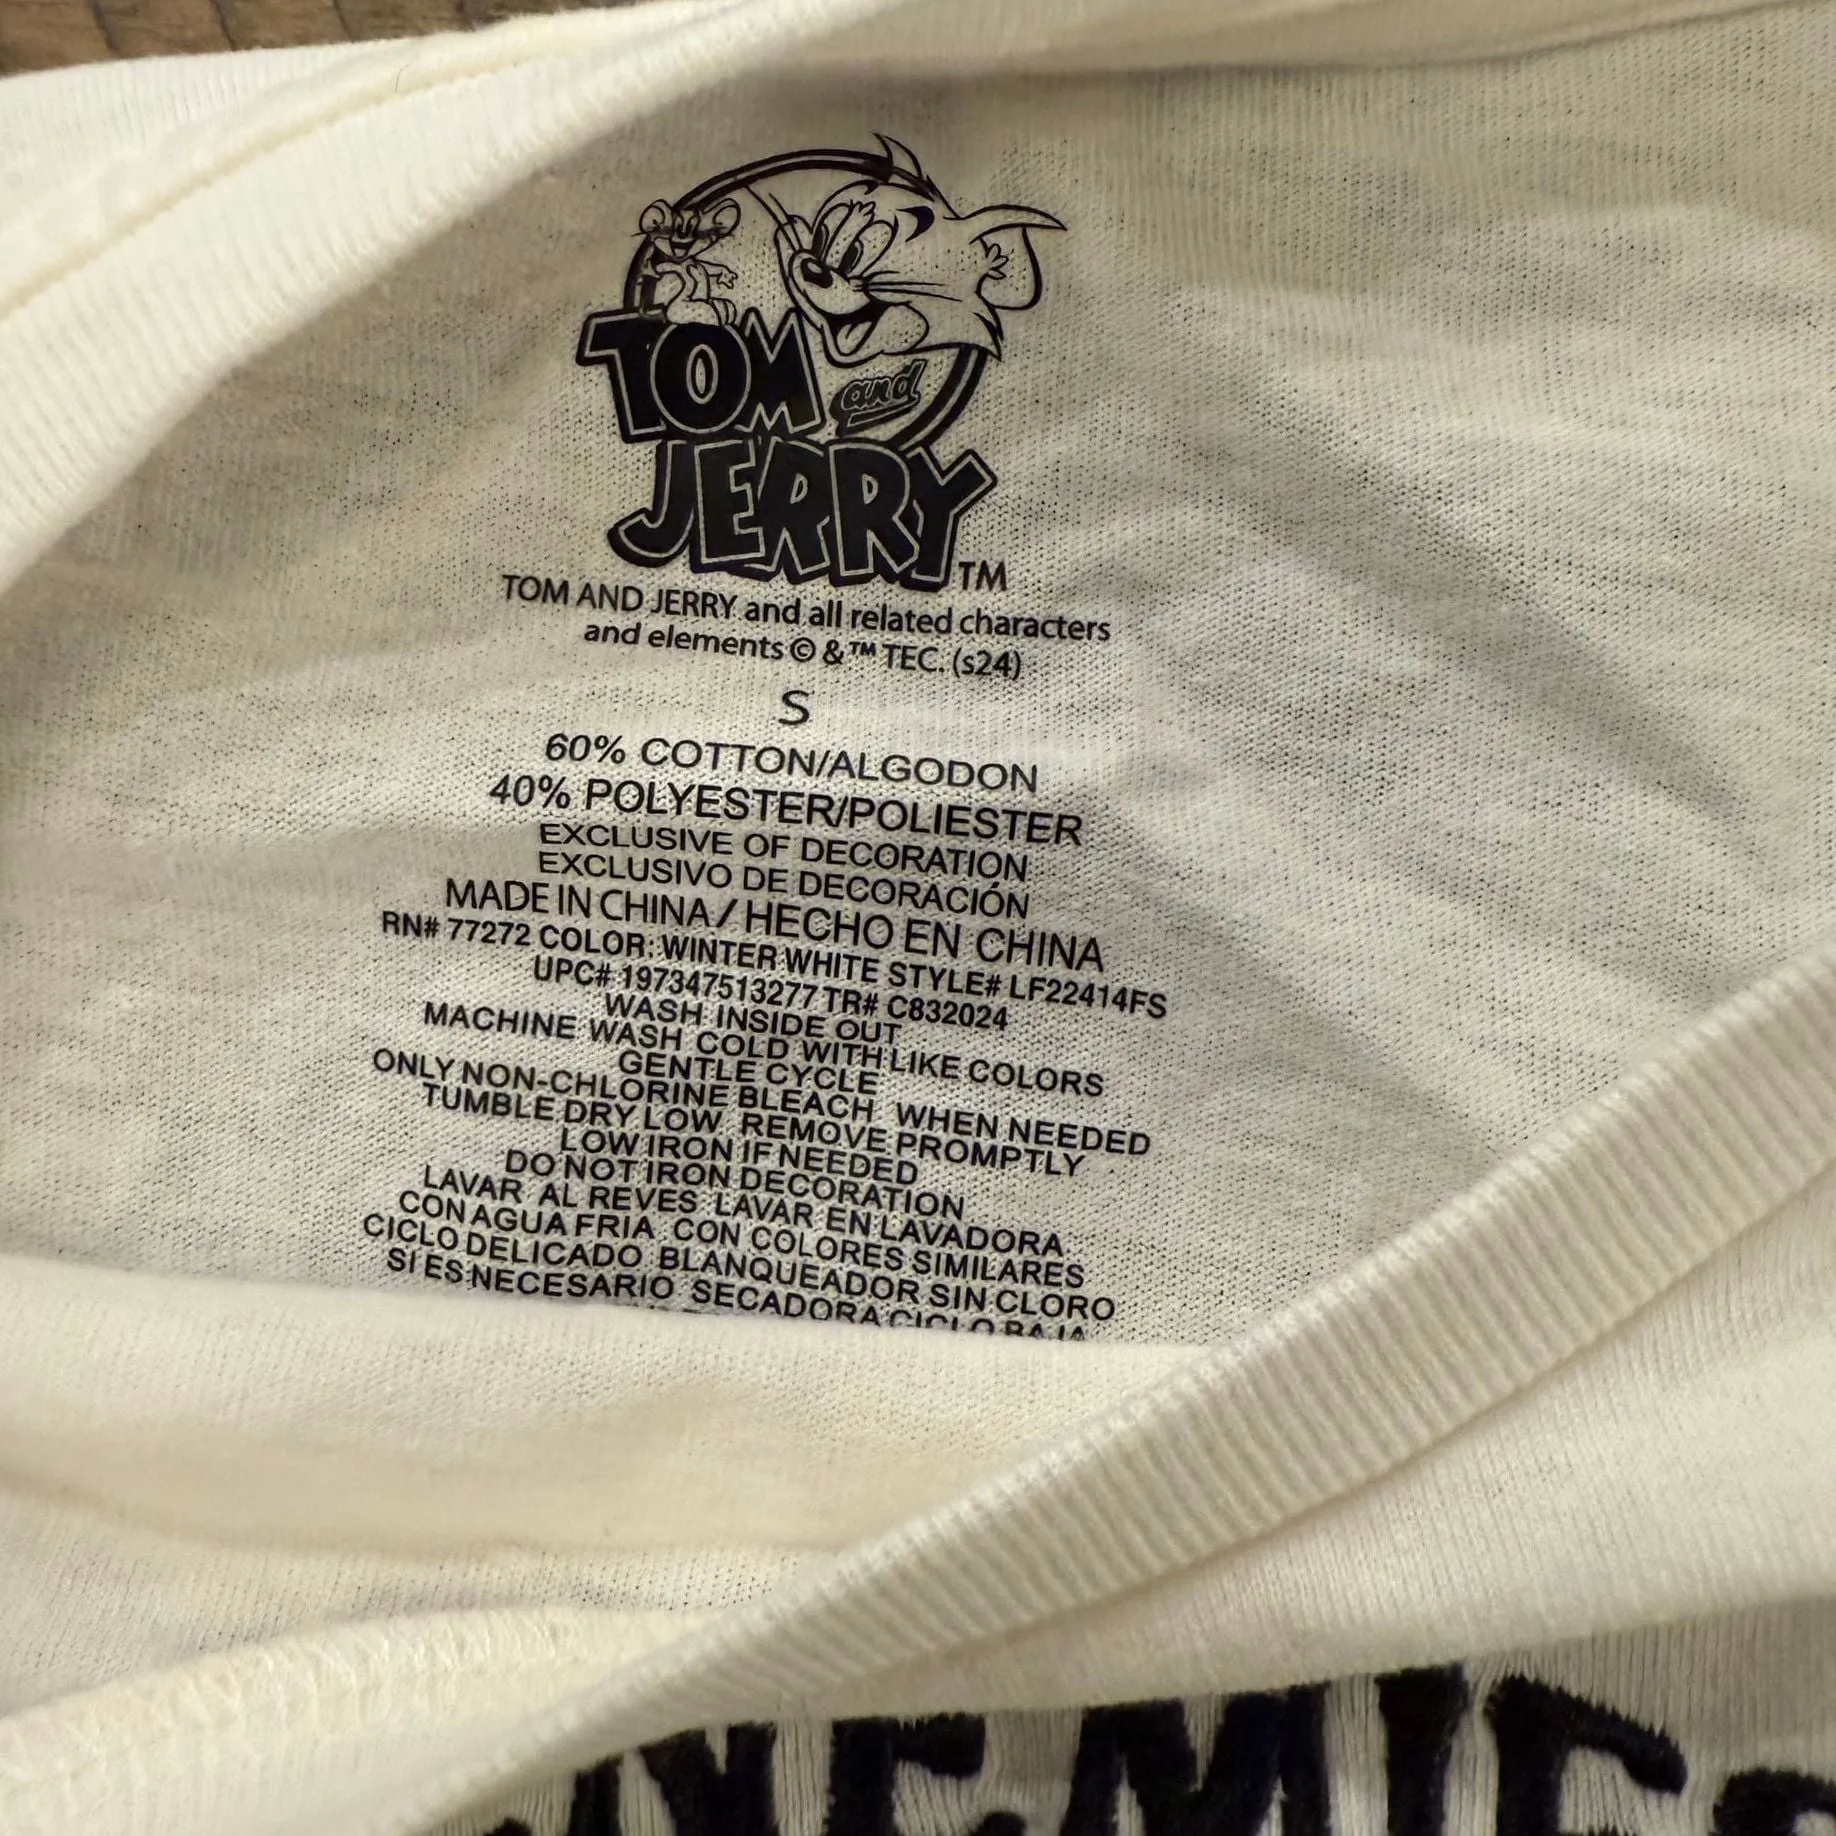 TOM and
JERRY™
TOM AND JERRY and all related characters
and elements © & ™ TEC. (s24)
S
60% COTTON/ALGODON
40% POLYESTER/POLIESTER
EXCLUSIVE OF DECORATION
EXCLUSIVO DE DECORACIÓN
MADE IN CHINA / HECHO EN CHINA
RN# 77272 COLOR: WINTER WHITE STYLE# LF22414FS
UPC# 197347513277 TR# C832024
WASH INSIDE OUT
MACHINE WASH COLD WITH LIKE COLORS
GENTLE CYCLE
ONLY NON-CHLORINE BLEACH WHEN NEEDED
TUMBLE DRY LOW REMOVE PROMPTLY
LOW IRON IF NEEDED
DO NOT IRON DECORATION
LAVAR AL REVES LAVAR EN LAVADORA
CON AGUA FRIA CON COLORES SIMILARES
CICLO DELICADO BLANQUEADOR SIN CLORO
SI ES NECESARIO SECADORA CICLO BAJA